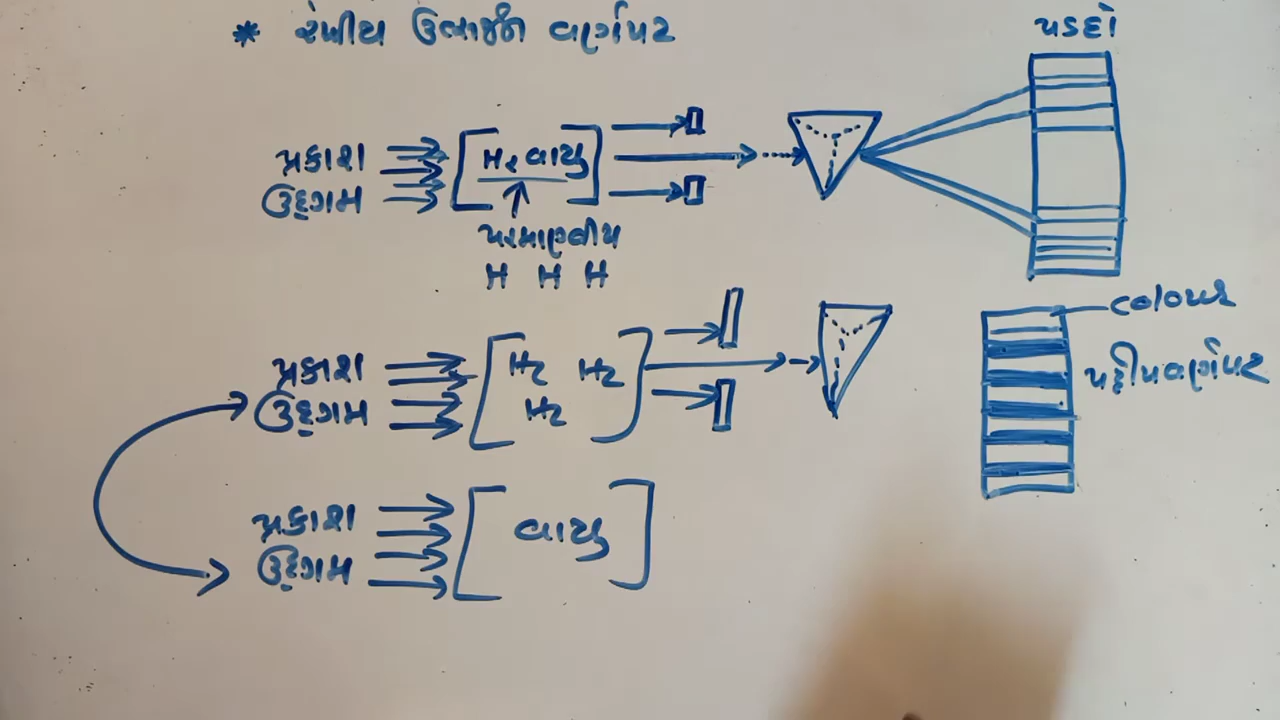 * રેખીય ઉત્સર્જન વર્ણપટ
પડદો
પ્રકાશ
ઉદ્દગમ
H₂ વાયુ
પરમાણ્વીય
H H H
પ્રકાશ
ઉદ્દગમ
H₂ H₂
H₂
colour
પટ્ટીપવર્ણપટ
પ્રકાશ
ઉદ્દગમ
વાયુ